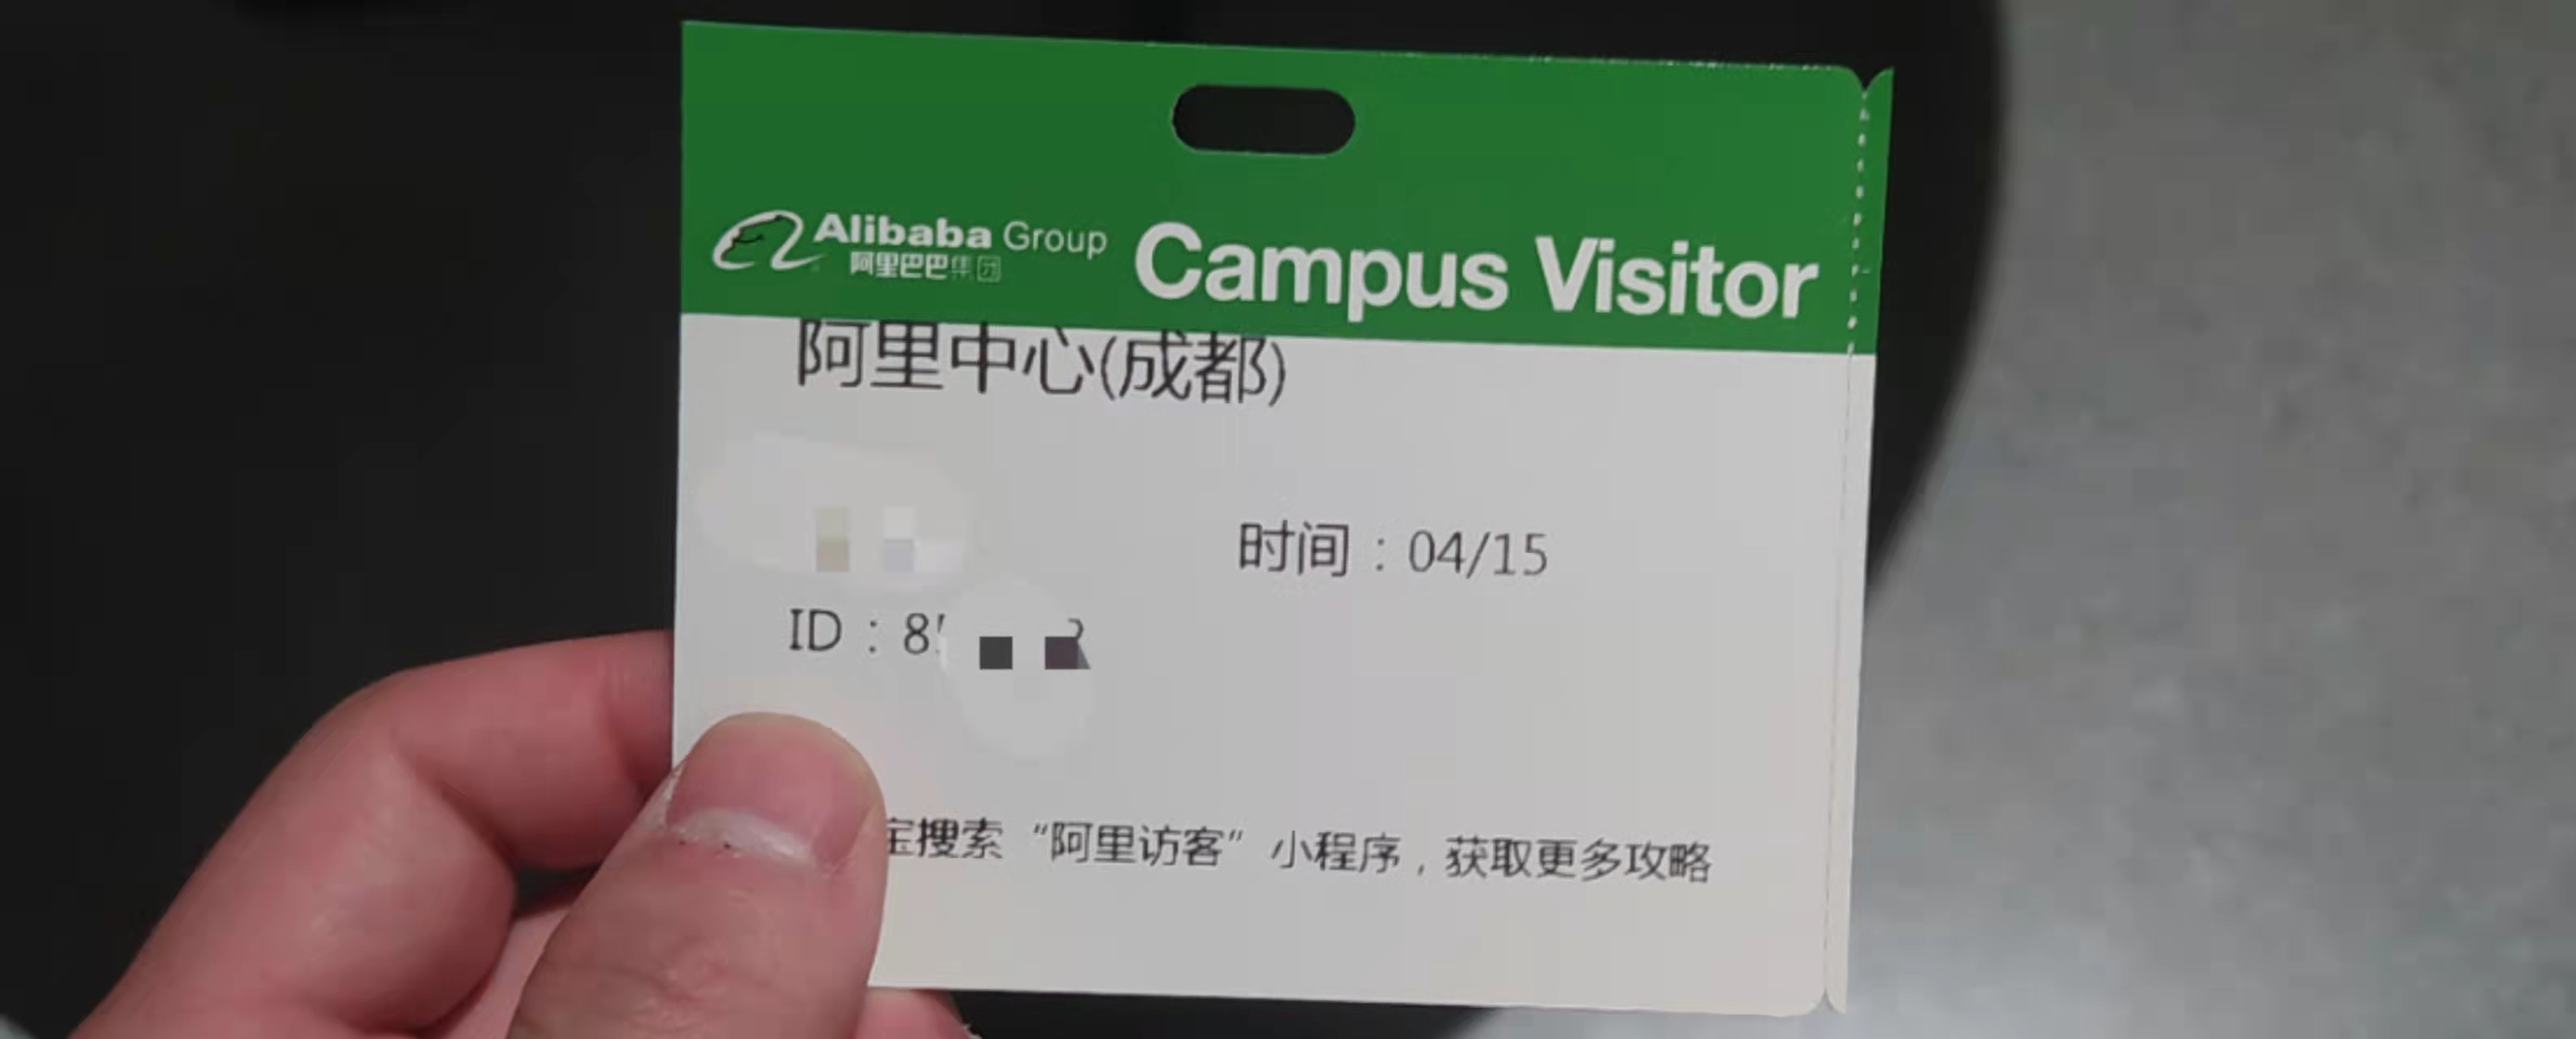 Alibaba Group
阿里巴巴集团
Campus Visitor
阿里中心(成都)
时间：04/15
ID：8
宝搜索“阿里访客”小程序，获取更多攻略